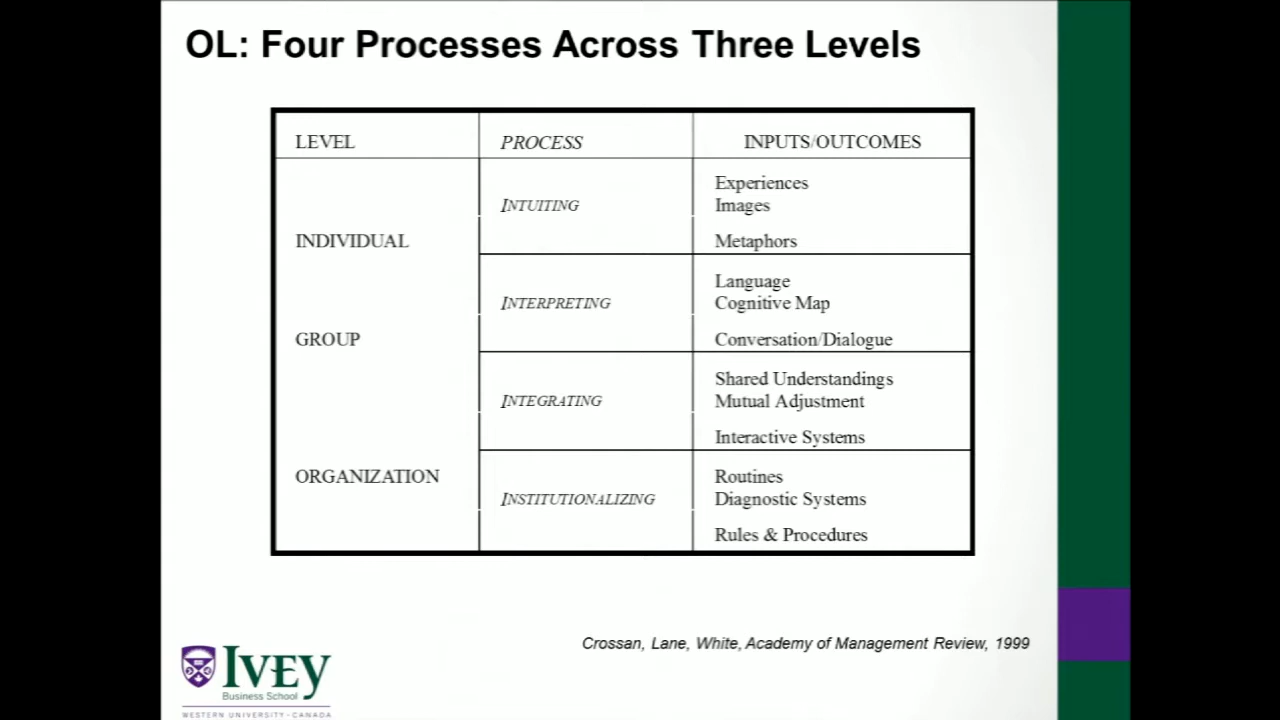 OL: Four Processes Across Three Levels
LEVEL PROCESS INPUTS/OUTCOMES
INDIVIDUAL
GROUP
ORGANIZATION
INTUITING
Experiences
Images
Metaphors
INTERPRETING
Language
Cognitive Map
Conversation/Dialogue
INTEGRATING
Shared Understandings
Mutual Adjustment
Interactive Systems
INSTITUTIONALIZING
Routines
Diagnostic Systems
Rules & Procedures
Crossan, Lane, White, Academy of Management Review, 1999
IVEY
Business School
WESTERN UNIVERSITY · CANADA